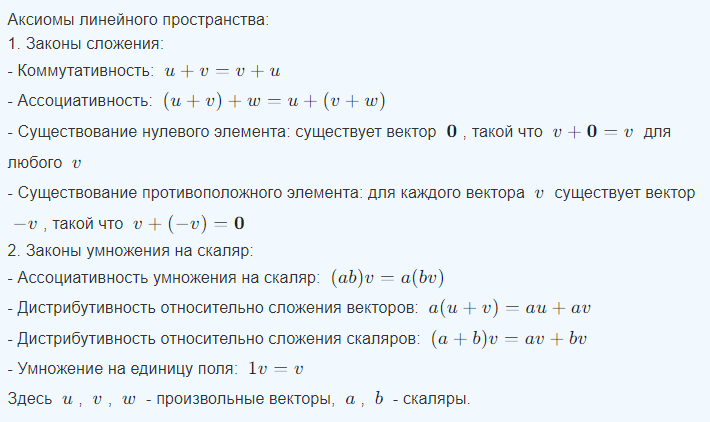 Аксиомы линейного пространства:
1. Законы сложения:
- Коммутативность: u + v = v + u
- Ассоциативность: (u + v) + w = u + (v + w)
- Существование нулевого элемента: существует вектор 0 , такой что v + 0 = v для
любого v
- Существование противоположного элемента: для каждого вектора v существует вектор
−v , такой что v + (−v) = 0
2. Законы умножения на скаляр:
- Ассоциативность умножения на скаляр: (ab)v = a(bv)
- Дистрибутивность относительно сложения векторов: a(u + v) = au + av
- Дистрибутивность относительно сложения скаляров: (a + b)v = av + bv
- Умножение на единицу поля: 1v = v
Здесь u , v , w - произвольные векторы, a , b - скаляры.